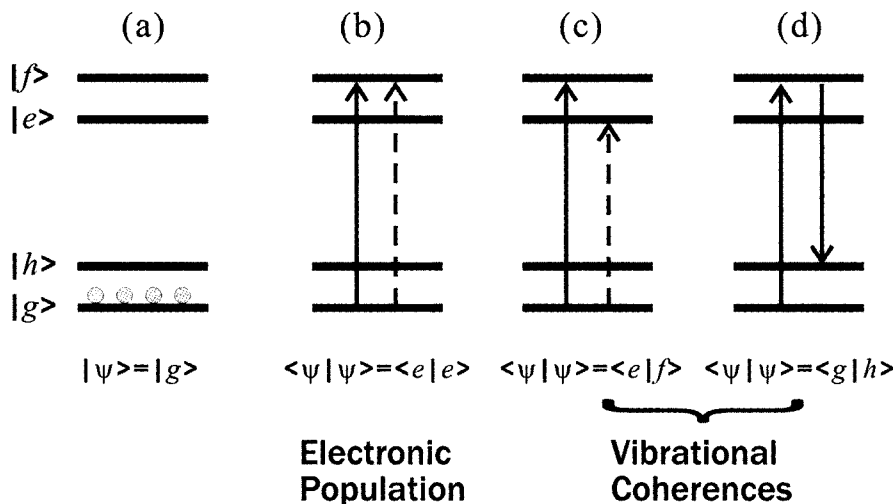 (a) (b) (c) (d)
|f>
|e>
|h>
|g>
|ψ>=|g> <ψ|ψ>=<e|e> <ψ|ψ>=<e|f> <ψ|ψ>=<g|h>
Electronic Vibrational
Population Coherences